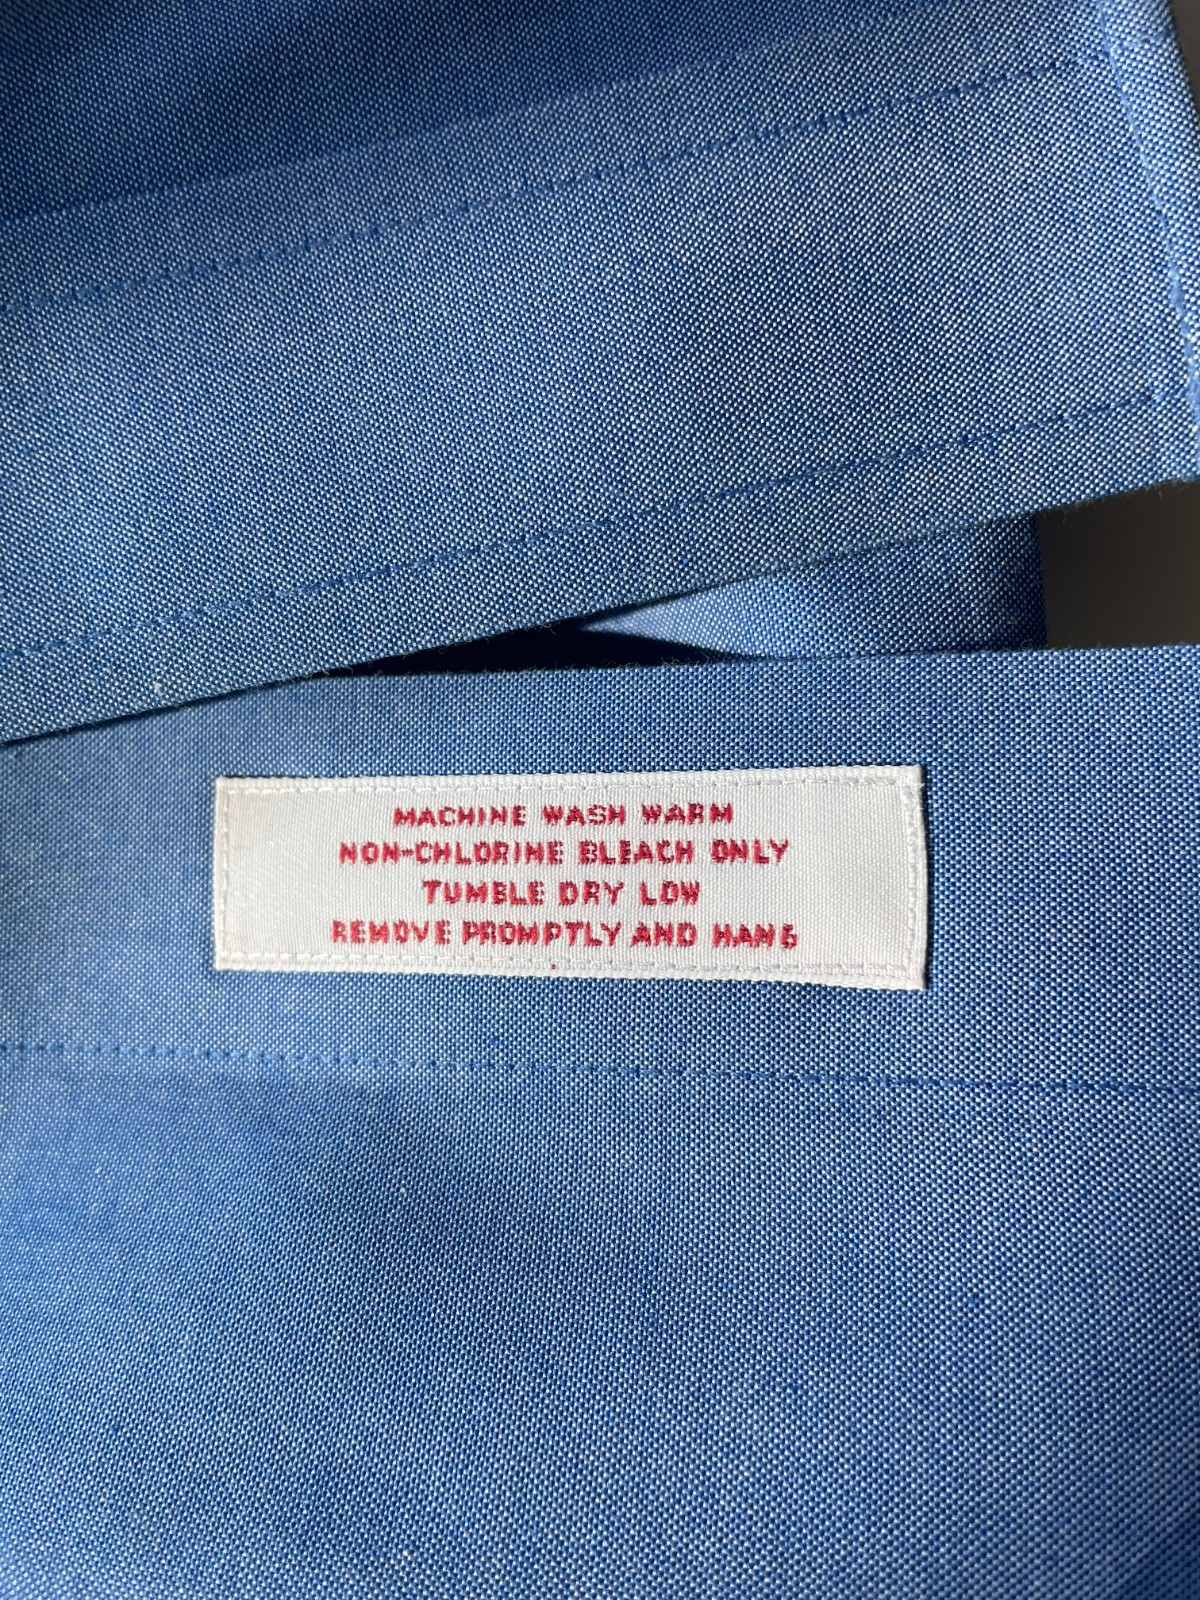 MACHINE WASH WARM
NON-CHLORINE BLEACH ONLY
TUMBLE DRY LOW
REMOVE PROMPTLY AND HANG